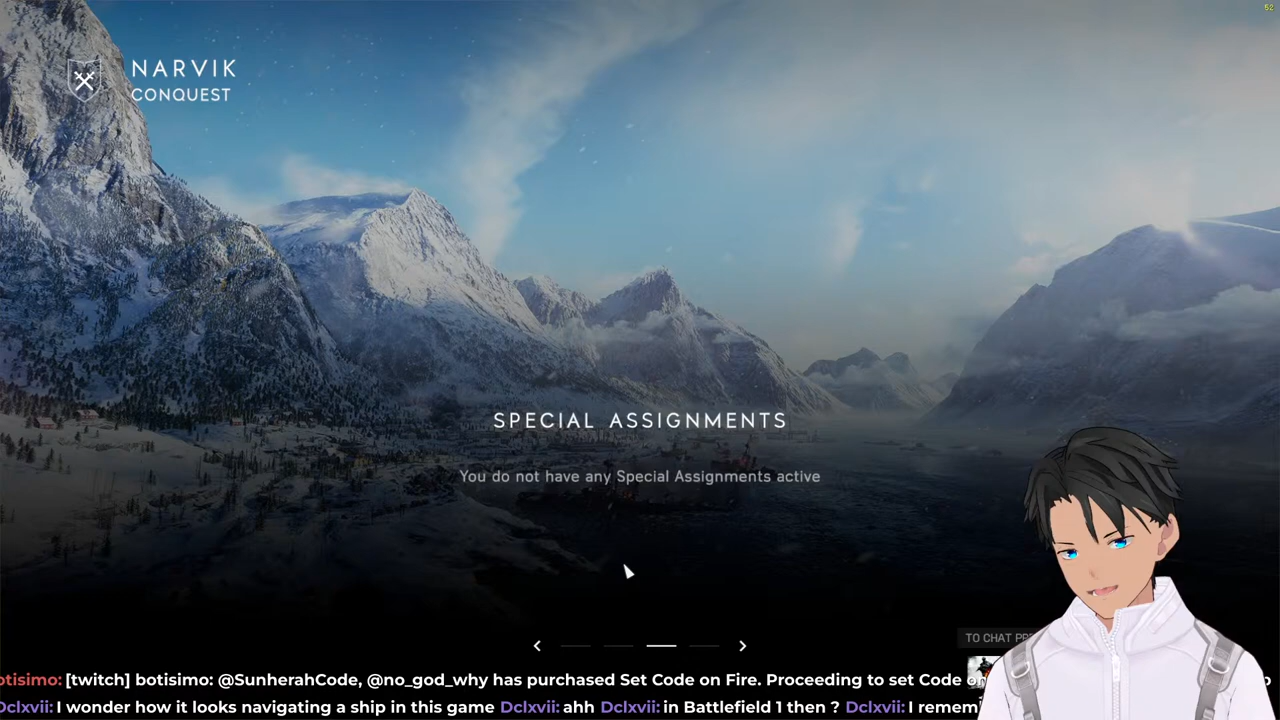 52
NARVIK
CONQUEST
SPECIAL ASSIGNMENTS
You do not have any Special Assignments active
TO CHAT
otisimo: [twitch] botisimo: @SunherahCode, @no_god_why has purchased Set Code on Fire. Proceeding to set Code on
Dclxvii: I wonder how it looks navigating a ship in this game Dclxvii: ahh Dclxvii: in Battlefield 1 then ? Dclxvii: I remem